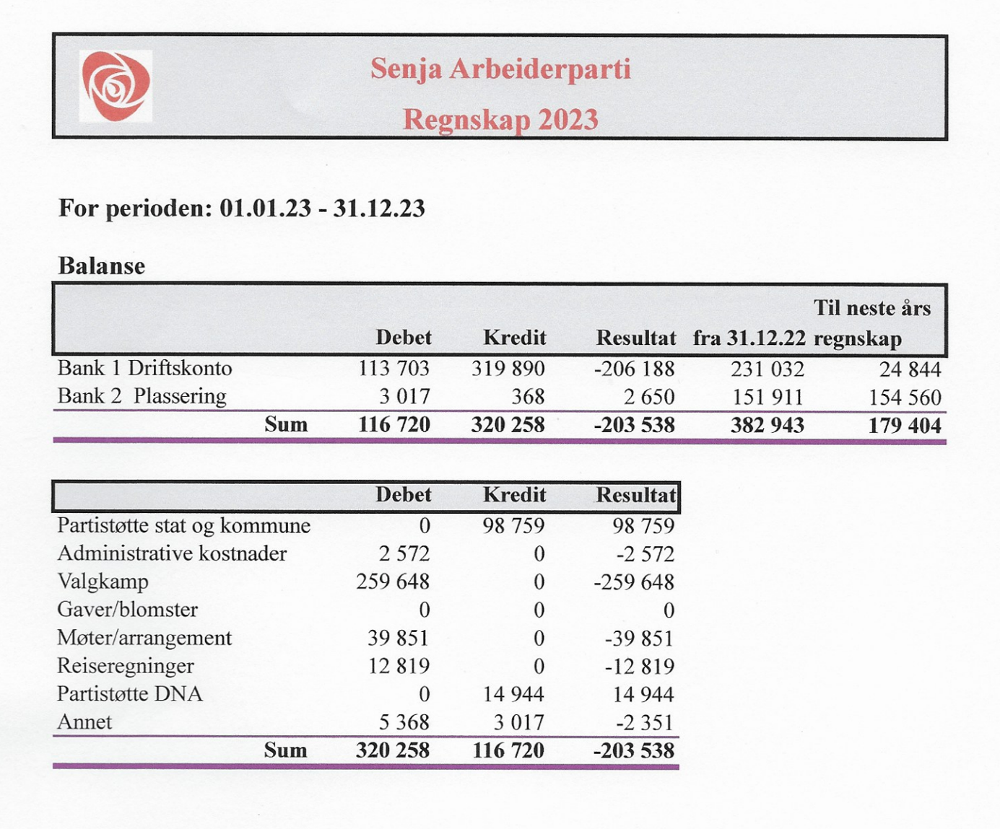 Senja Arbeiderparti
Regnskap 2023
For perioden: 01.01.23 - 31.12.23
Balanse
Til neste års
Debet Kredit Resultat fra 31.12.22 regnskap
Bank 1 Driftskonto 113 703 319 890 -206 188 231 032 24 844
Bank 2 Plassering 3 017 368 2 650 151 911 154 560
Sum 116 720 320 258 -203 538 382 943 179 404
Debet Kredit Resultat
Partistøtte stat og kommune 0 98 759 98 759
Administrative kostnader 2 572 0 -2 572
Valgkamp 259 648 0 -259 648
Gaver/blomster 0 0 0
Møter/arrangement 39 851 0 -39 851
Reiseregninger 12 819 0 -12 819
Partistøtte DNA 0 14 944 14 944
Annet 5 368 3 017 -2 351
Sum 320 258 116 720 -203 538